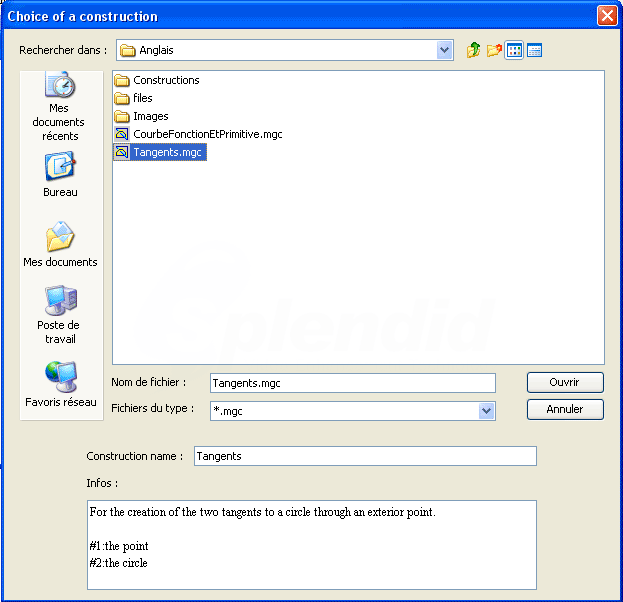 Choice of a construction
Rechercher dans :
Anglais
Mes
documents
récents
Bureau
Mes documents
Poste de
travail
Favoris réseau
Constructions
files
Images
CourbeFonctionEtPrimitive.mgc
Tangents.mgc
Splendid
Nom de fichier :
Tangents.mgc
Ouvrir
Fichiers du type :
*.mgc
Annuler
Construction name :
Tangents
Infos :
For the creation of the two tangents to a circle through an exterior point.
#1:the point
#2:the circle